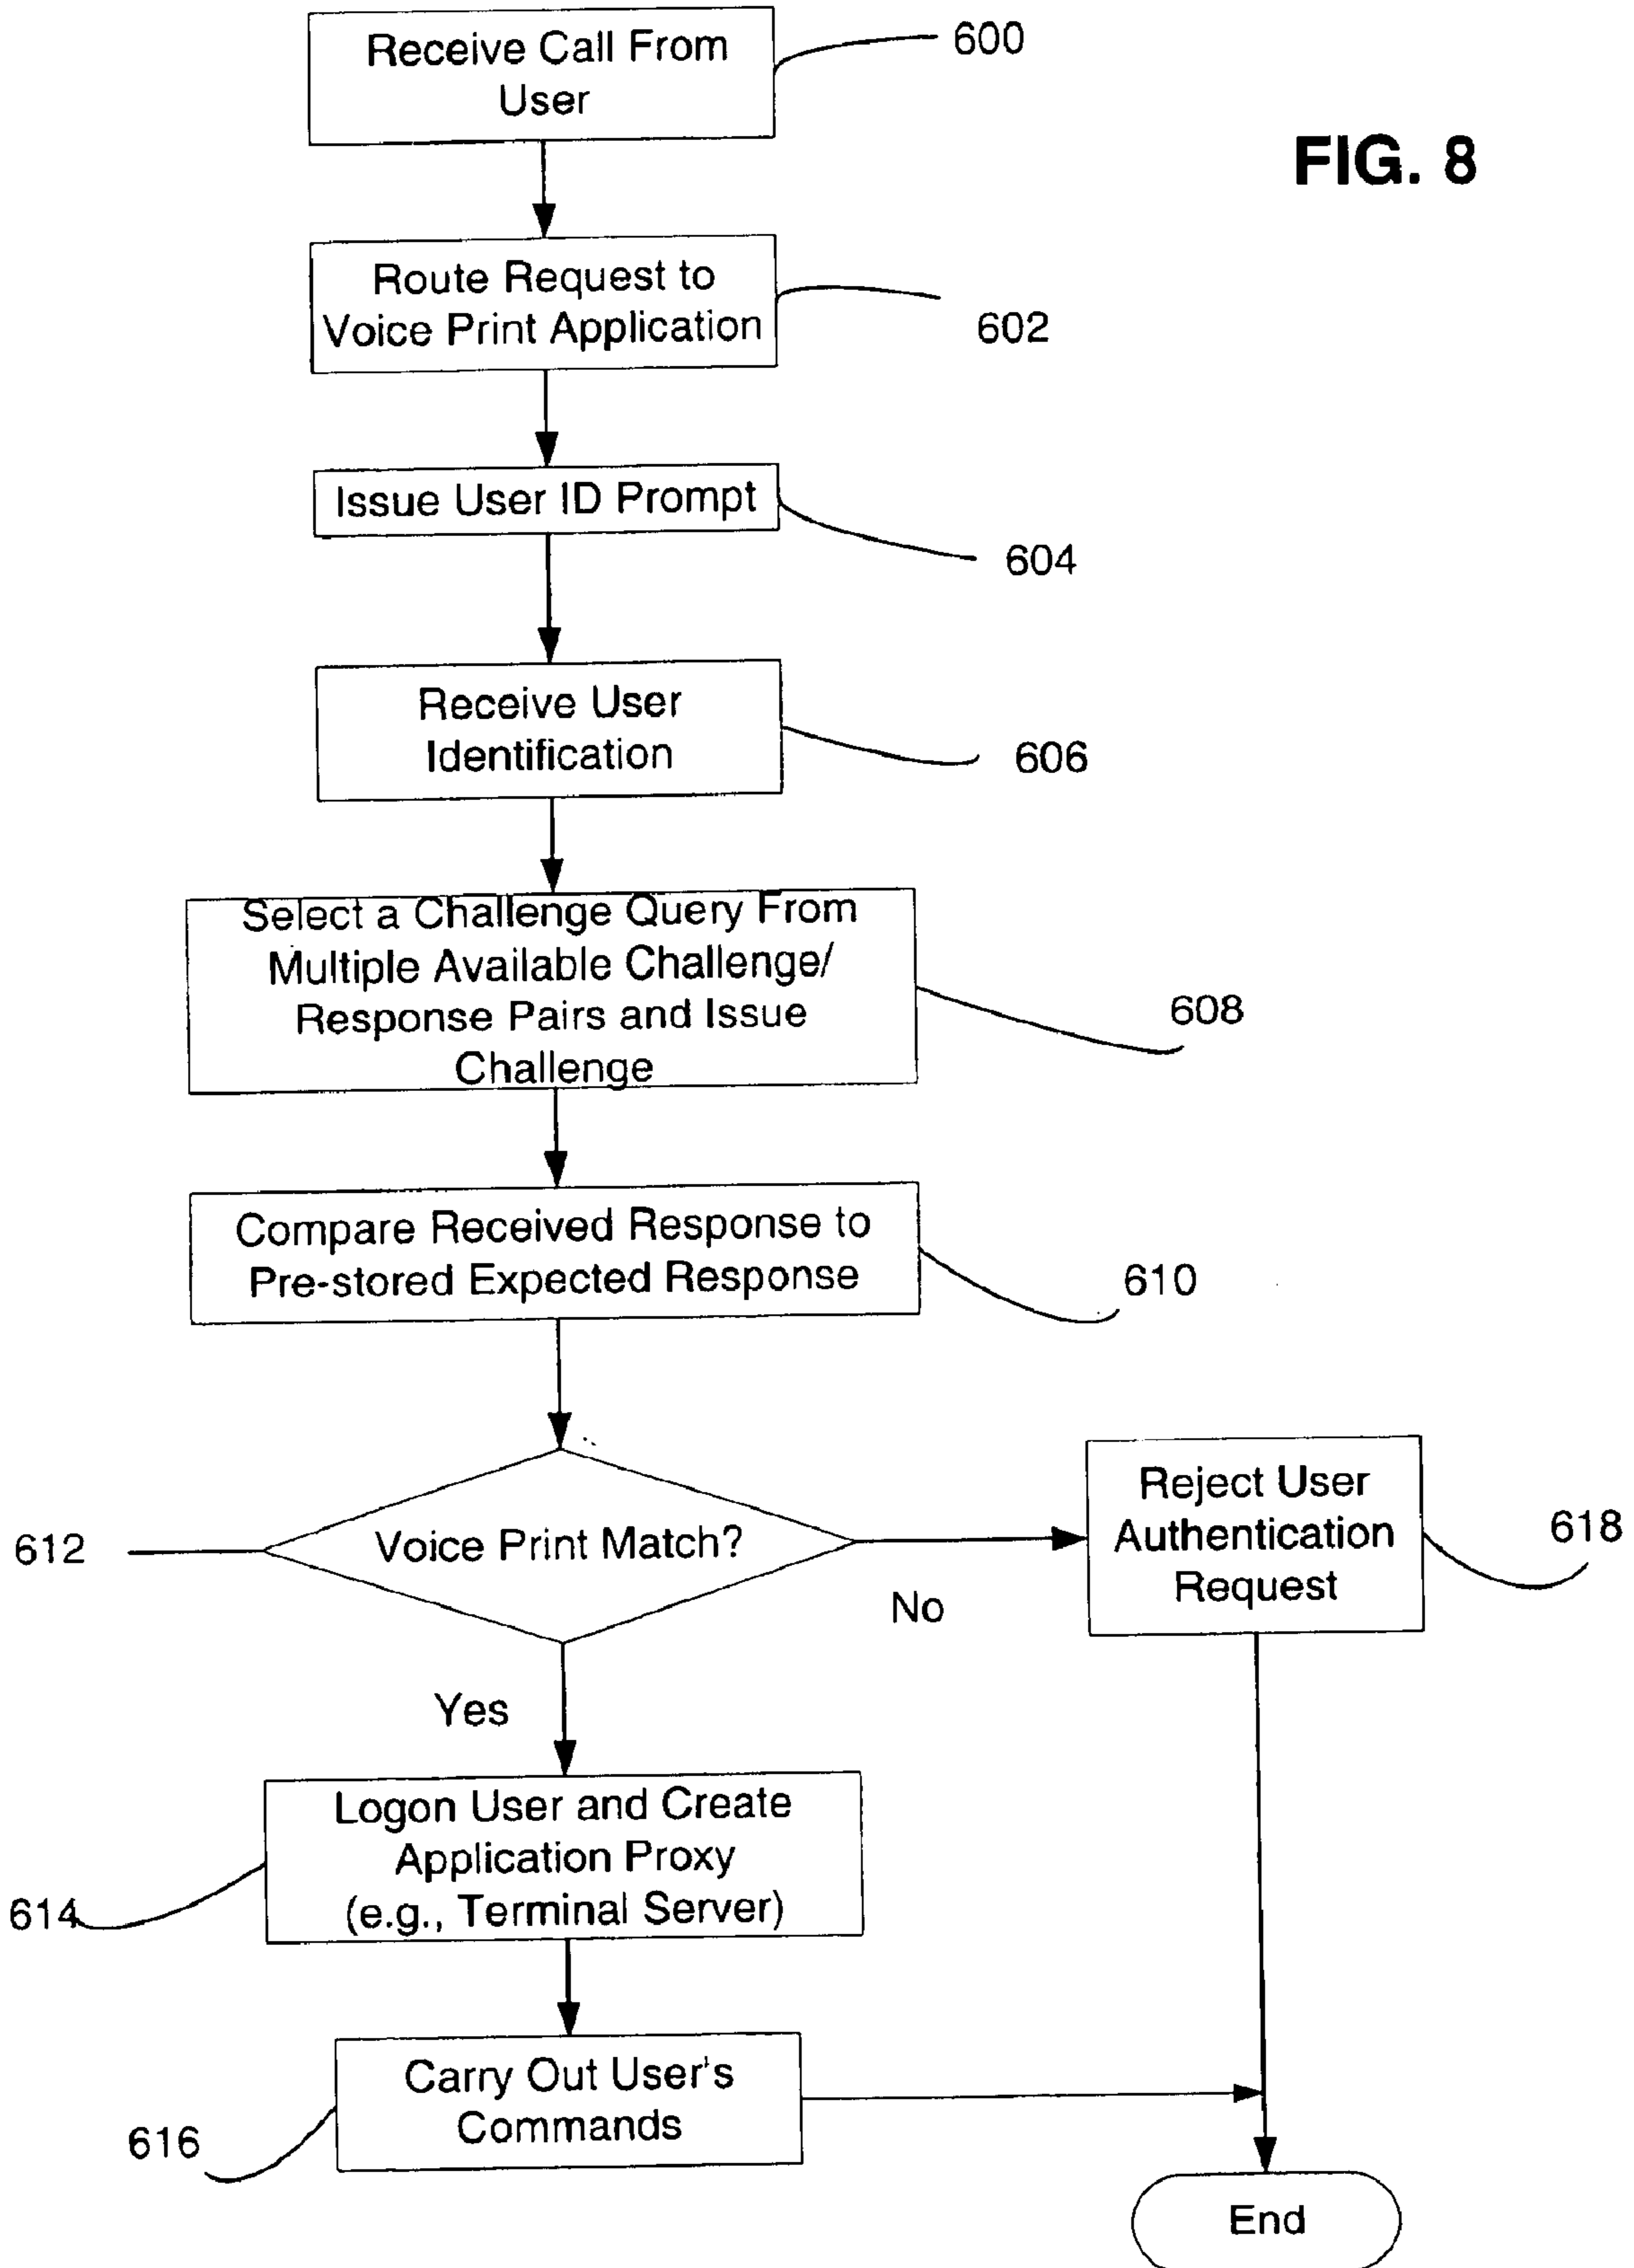 Receive Call From
User
600
FIG. 8
Route Request to
Voice Print Application
602
Issue User ID Prompt
604
Receive User
Identification
606
Select a Challenge Query From
Multiple Available Challenge/
Response Pairs and Issue
Challenge
608
Compare Received Response to
Pre-stored Expected Response
610
612
Voice Print Match?
No
Reject User
Authentication
Request
618
Yes
Logon User and Create
Application Proxy
(e.g., Terminal Server)
614
Carry Out User's
Commands
616
End